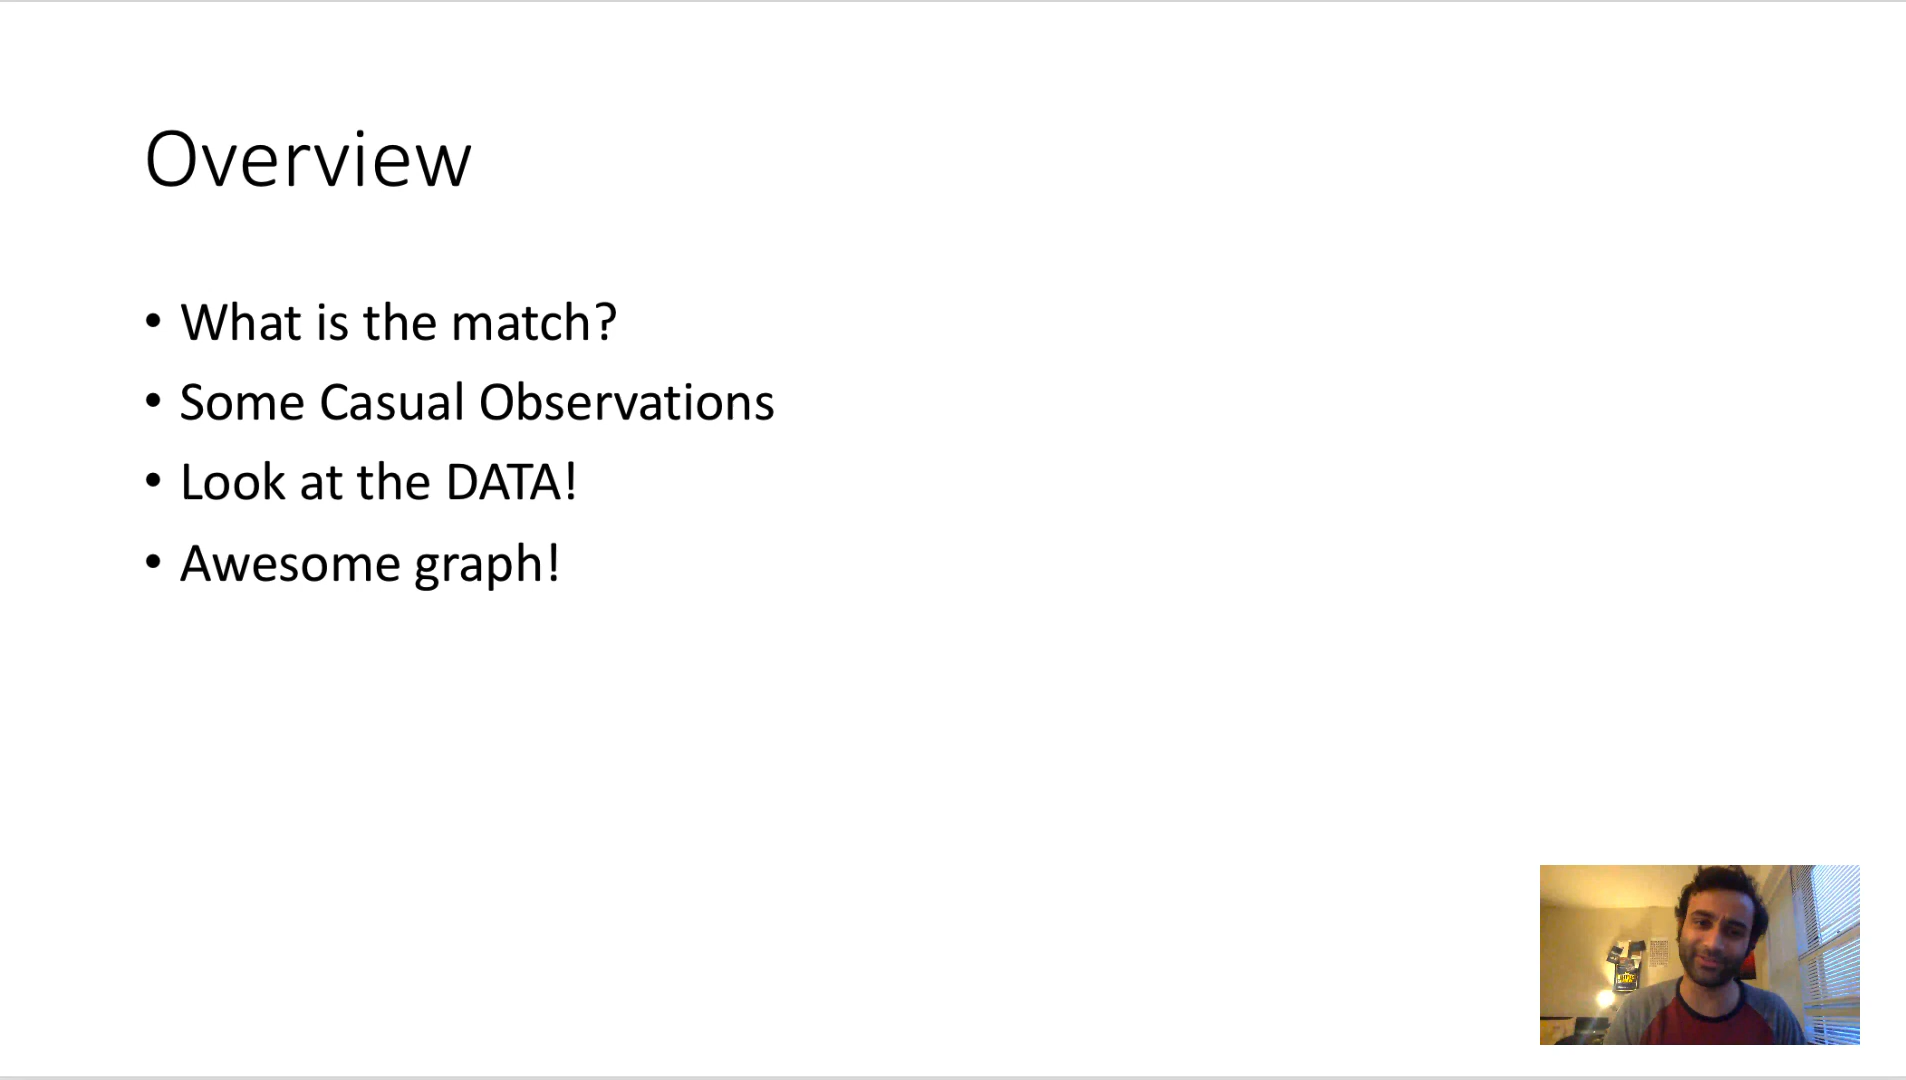 Overview
• What is the match?
• Some Casual Observations
• Look at the DATA!
• Awesome graph!